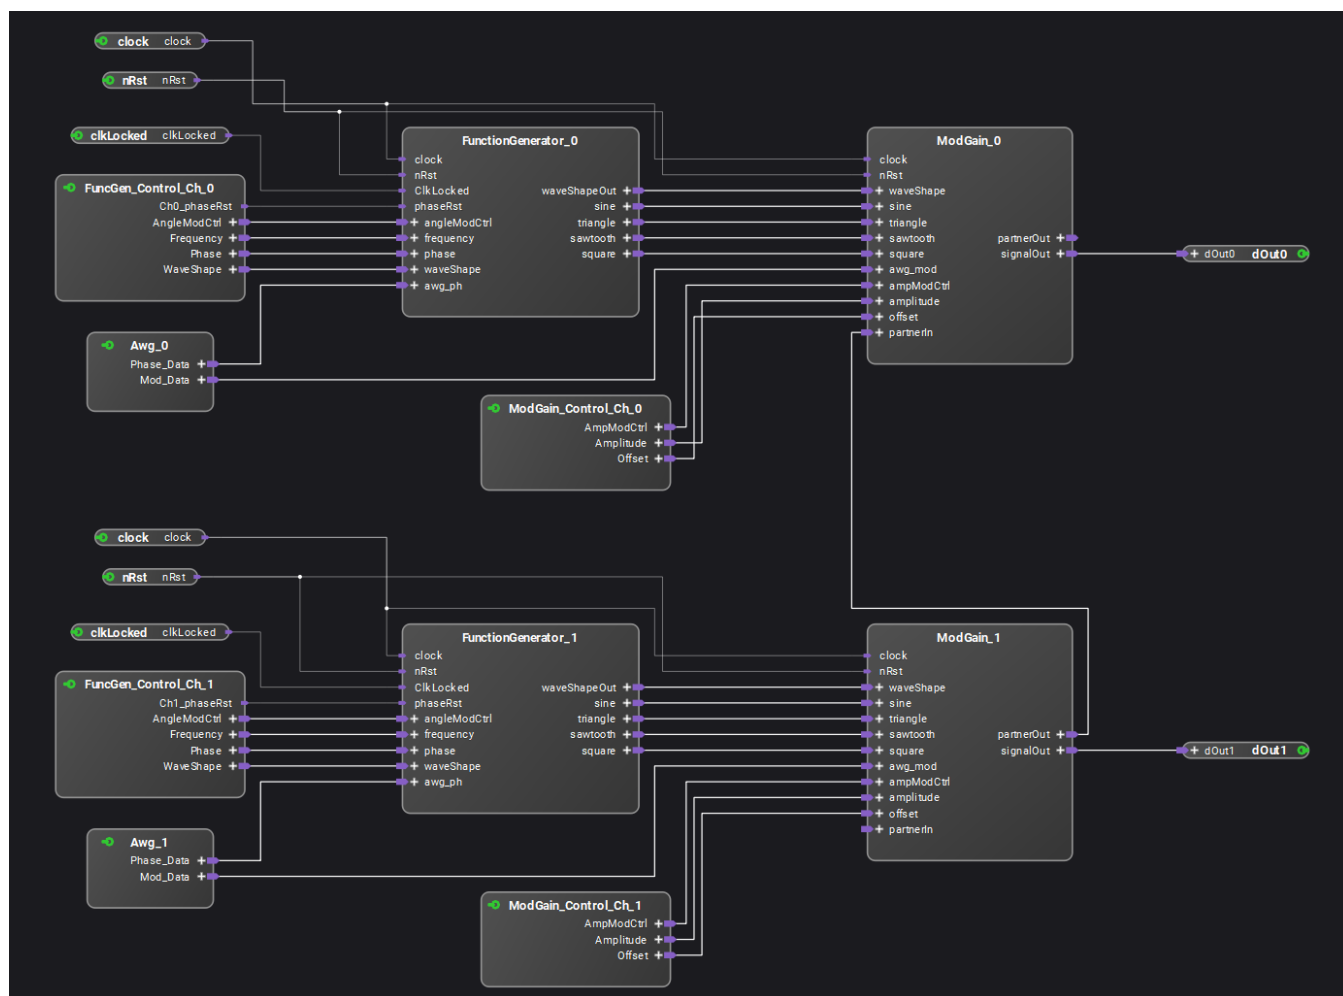 clock clock
nRst nRst
clkLocked clkLocked
FuncGen_Control_Ch_0
Ch0_phaseRst
AngleModCtrl
Frequency
Phase
WaveShape
Awg_0
Phase_Data
Mod_Data
FunctionGenerator_0
clock
nRst
ClkLocked
waveShapeOut
phaseRst
sine
angleModCtrl
triangle
frequency
sawtooth
phase
square
waveShape
awg_ph
ModGain_Control_Ch_0
AmpModCtrl
Amplitude
Offset
ModGain_0
clock
nRst
waveShape
sine
triangle
sawtooth
partnerOut
square
signalOut
awg_mod
ampModCtrl
amplitude
offset
partnerIn
dOut0 dOut0
clock clock
nRst nRst
clkLocked clkLocked
FuncGen_Control_Ch_1
Ch1_phaseRst
AngleModCtrl
Frequency
Phase
WaveShape
Awg_1
Phase_Data
Mod_Data
FunctionGenerator_1
clock
nRst
ClkLocked
waveShapeOut
phaseRst
sine
angleModCtrl
triangle
frequency
sawtooth
phase
square
waveShape
awg_ph
ModGain_Control_Ch_1
AmpModCtrl
Amplitude
Offset
ModGain_1
clock
nRst
waveShape
sine
triangle
sawtooth
partnerOut
square
signalOut
awg_mod
ampModCtrl
amplitude
offset
partnerIn
dOut1 dOut1